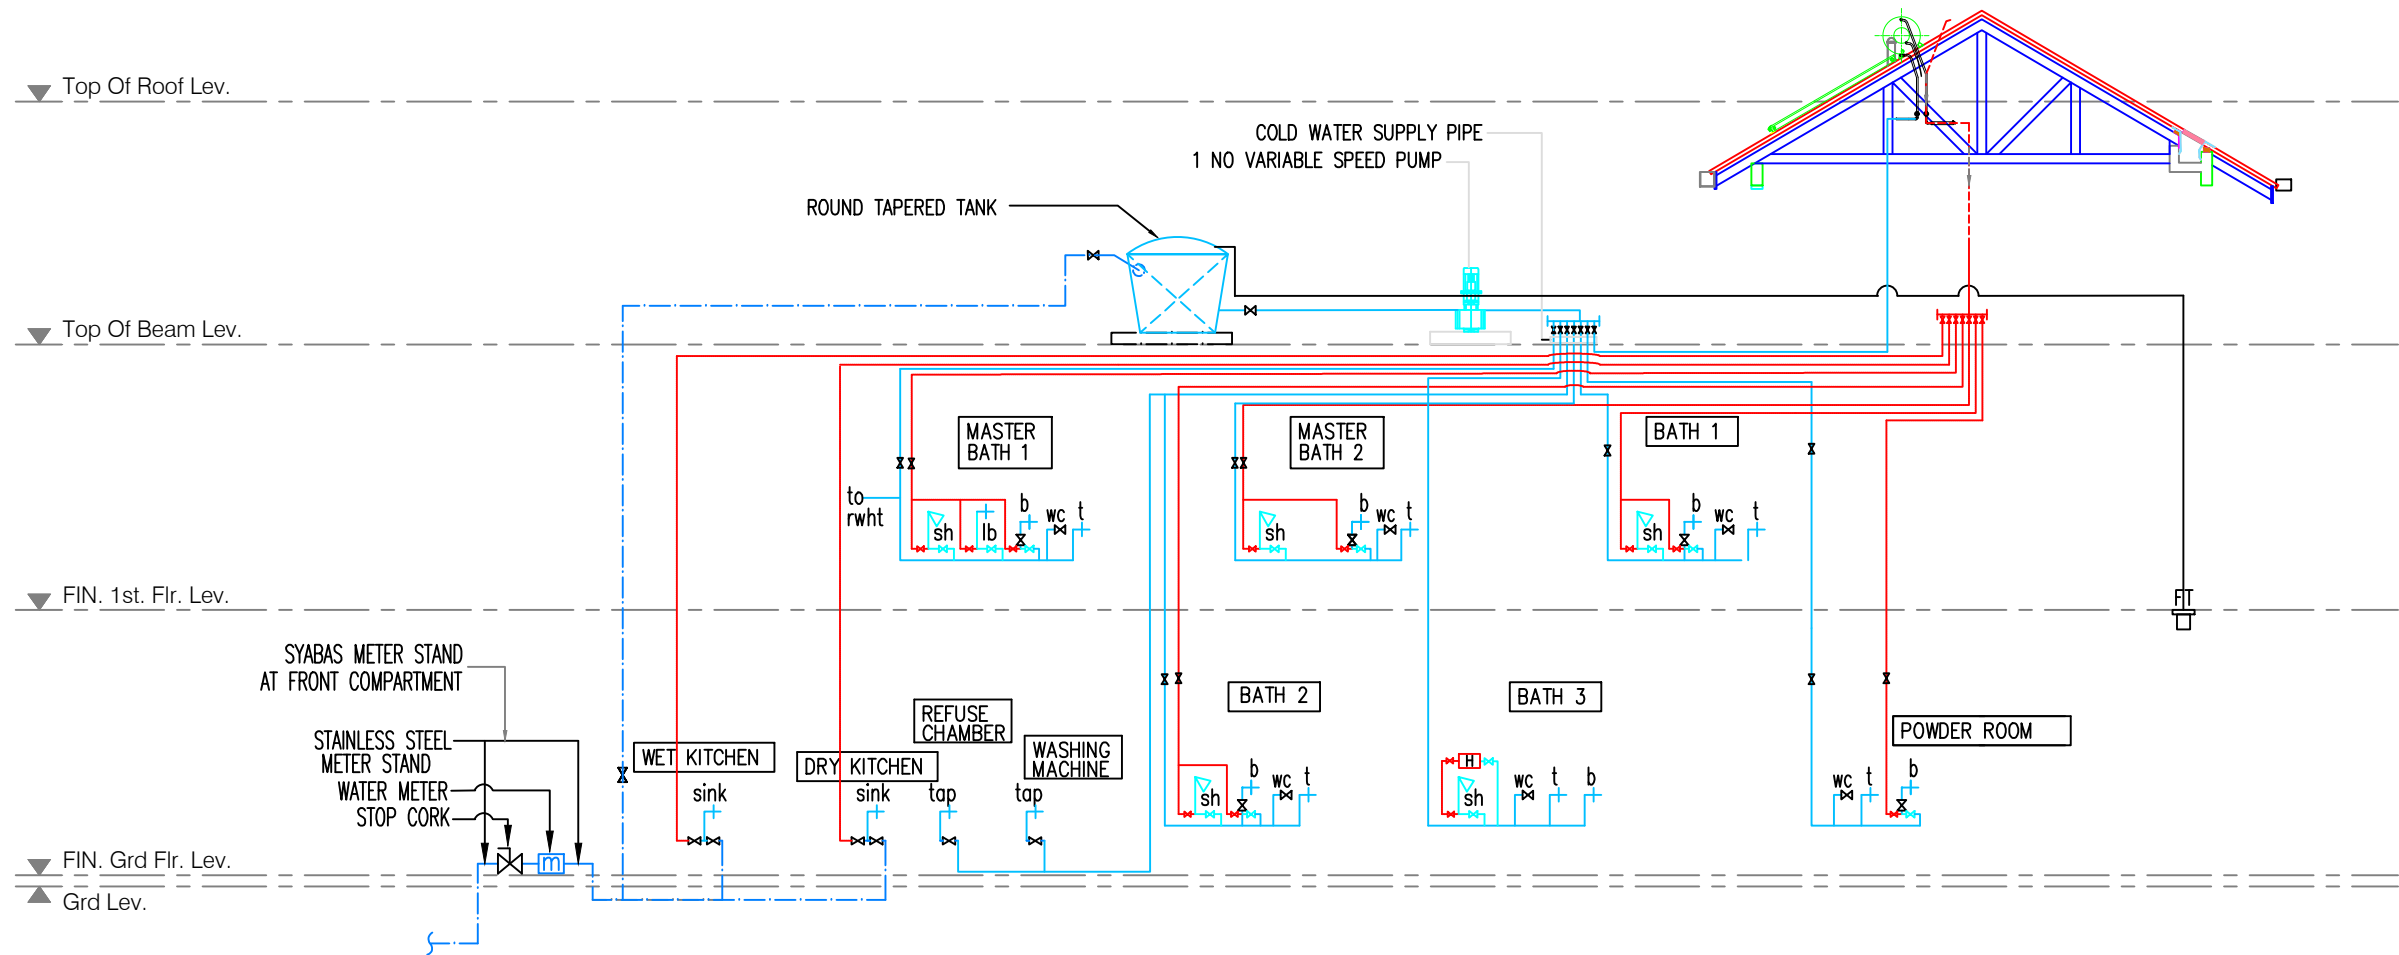 Top Of Roof Lev.
COLD WATER SUPPLY PIPE
1 NO VARIABLE SPEED PUMP
ROUND TAPERED TANK
Top Of Beam Lev.
MASTER
BATH 1
MASTER
BATH 2
BATH 1
to
rwht
sh
lb
b
wc
t
sh
b
wc
t
sh
b
wc
t
FIN. 1st. Flr. Lev.
FT
SYABAS METER STAND
AT FRONT COMPARTMENT
STAINLESS STEEL
METER STAND
WATER METER
STOP CORK
WET KITCHEN
sink
DRY KITCHEN
sink
REFUSE
CHAMBER
tap
WASHING
MACHINE
tap
BATH 2
sh
b
wc
t
BATH 3
H
sh
wc
t
b
POWDER ROOM
wc
t
b
m
FIN. Grd Flr. Lev.
Grd Lev.